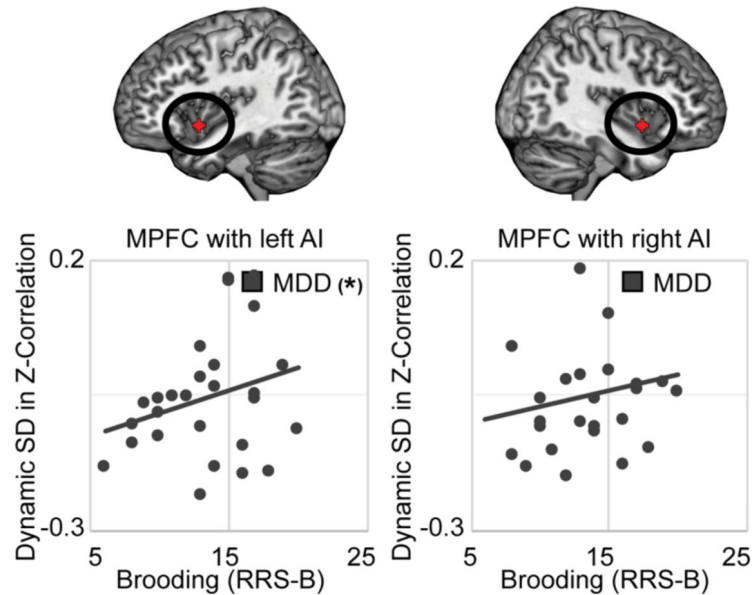 MPFC with left AI
MPFC with right AI
Dynamic SD in Z-Correlation
0.2
-0.3
MDD (*)
5
15
25
Brooding (RRS-B)
Dynamic SD in Z-Correlation
0.2
-0.3
MDD
5
15
25
Brooding (RRS-B)